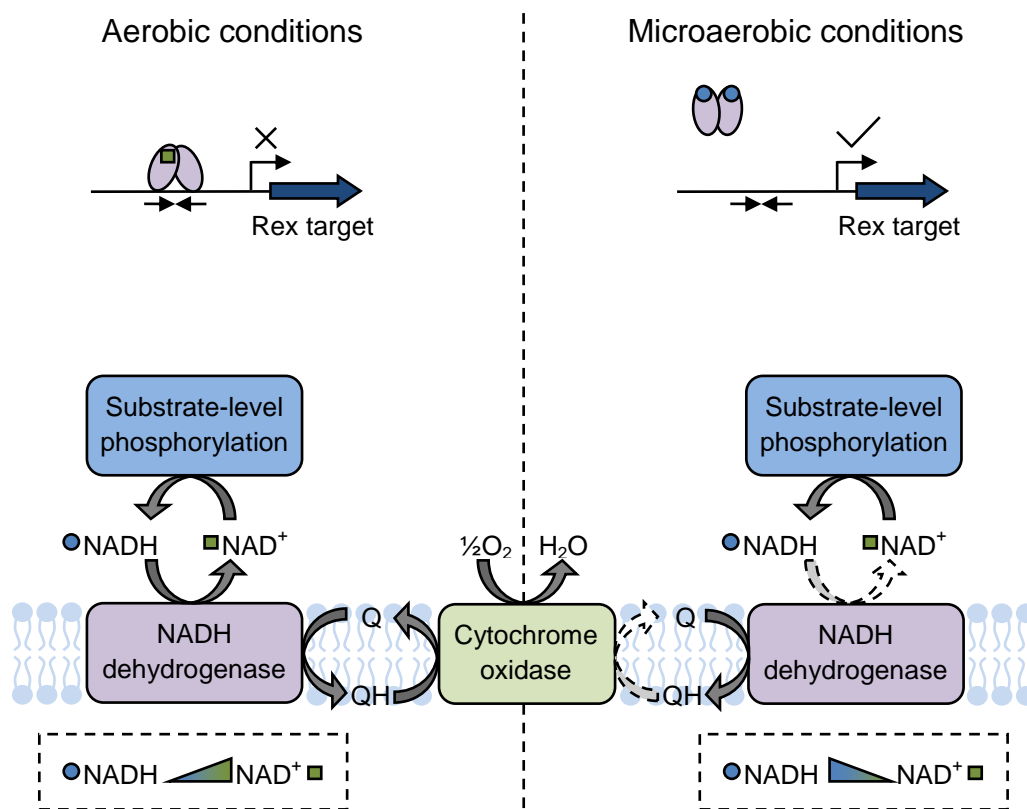 Aerobic conditions
Microaerobic conditions
Rex target
Rex target
Substrate-level
phosphorylation
Substrate-level
phosphorylation
NADH
NAD⁺
½O₂
H₂O
NADH
NAD⁺
NADH
dehydrogenase
Q
QH
Cytochrome
oxidase
Q
QH
NADH
dehydrogenase
NADH
NAD⁺
NADH
NAD⁺